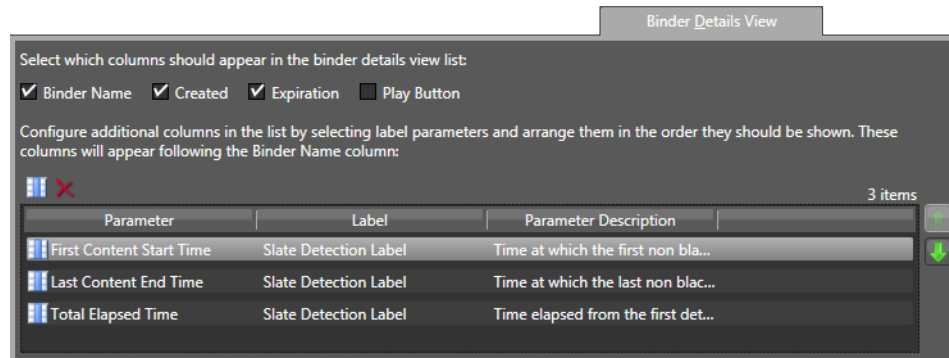 Binder Details View
Select which columns should appear in the binder details view list:
Binder Name Created Expiration Play Button
Configure additional columns in the list by selecting label parameters and arrange them in the order they should be shown. These
columns will appear following the Binder Name column:
3 items
Parameter Label Parameter Description
First Content Start Time Slate Detection Label Time at which the first non bla...
Last Content End Time Slate Detection Label Time at which the last non blac...
Total Elapsed Time Slate Detection Label Time elapsed from the first det...